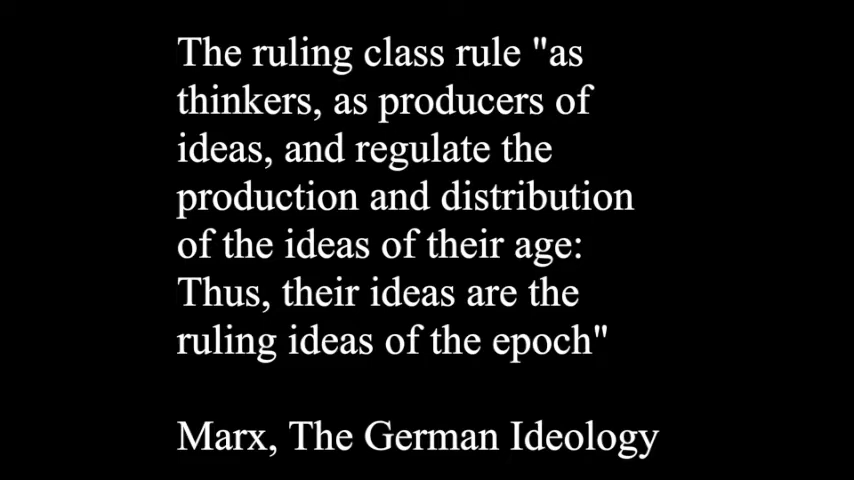 The ruling class rule "as
thinkers, as producers of
ideas, and regulate the
production and distribution
of the ideas of their age:
Thus, their ideas are the
ruling ideas of the epoch"
Marx, The German Ideology